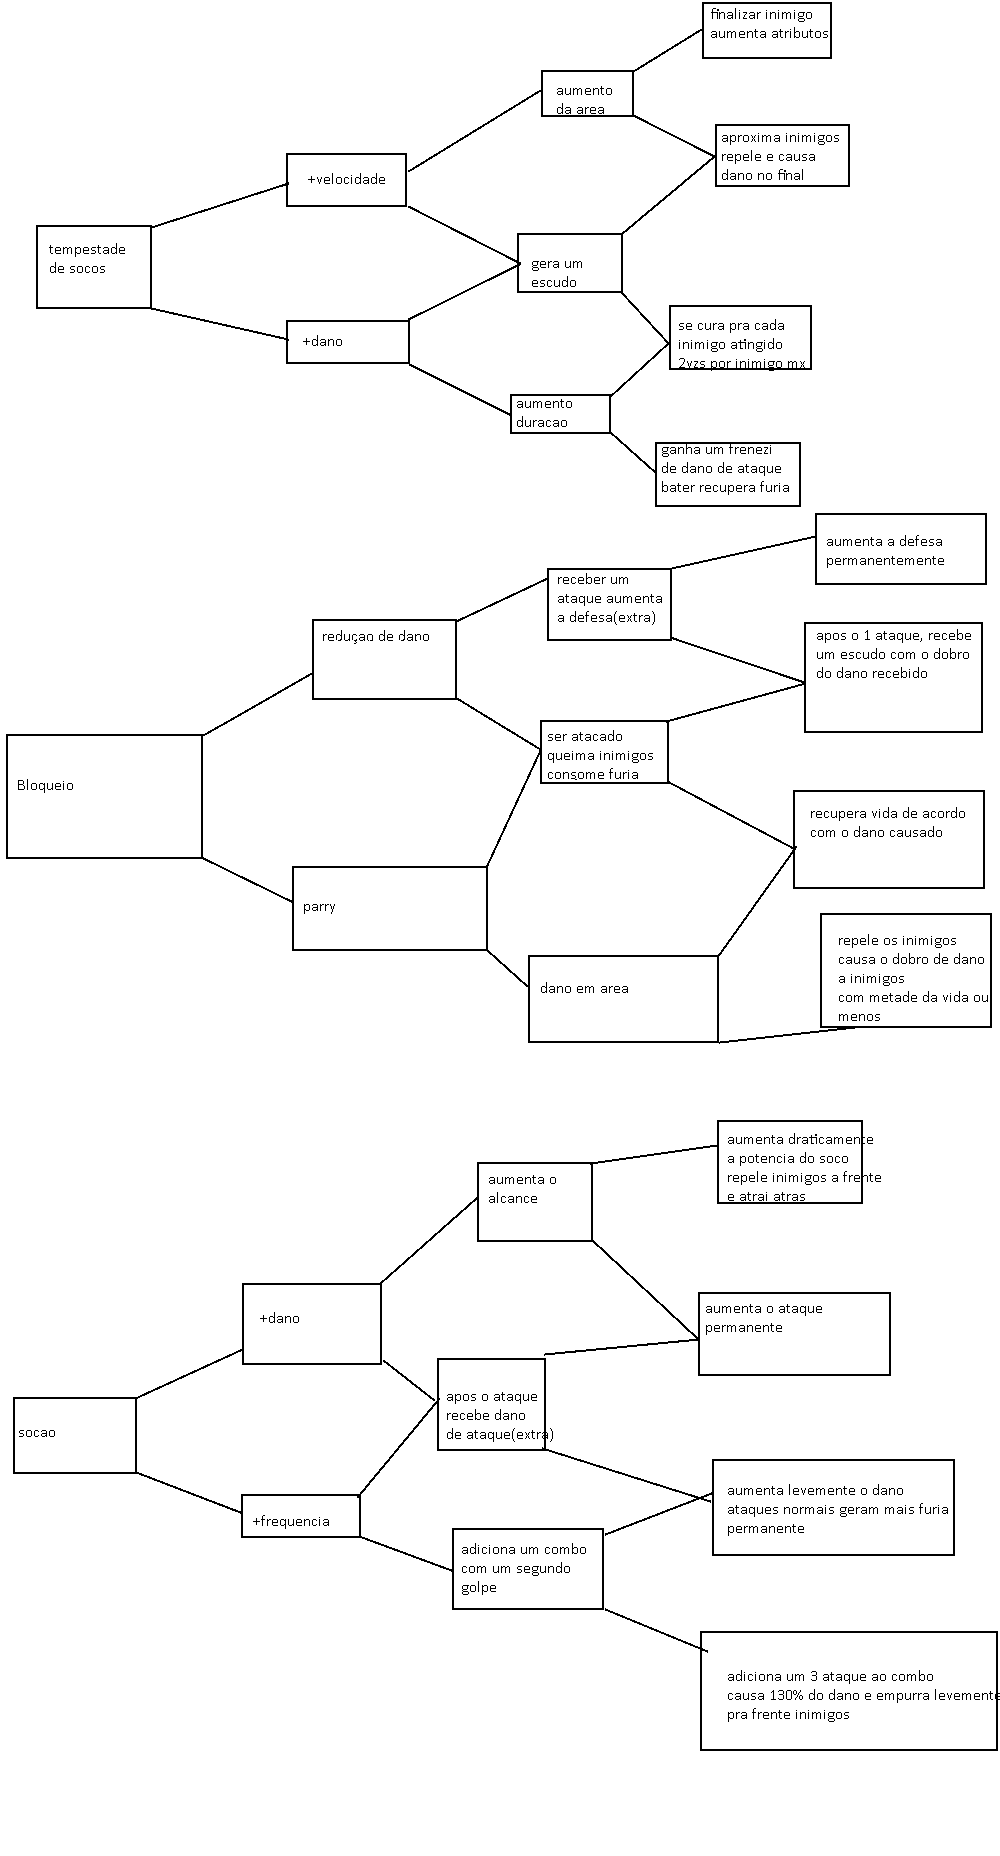 finalizar inimigo
aumenta atributos
aumento
da area
aproxima inimigos
repele e causa
dano no final
+velocidade
tempestade
de socos
gera um
escudo
+dano
se cura pra cada
inimigo atingido
2vzs por inimigo mx
aumento
duracao
ganha um frenezi
de dano de ataque
bater recupera furia
aumenta a defesa
permanentemente
receber um
ataque aumenta
a defesa(extra)
redução de dano
apos o 1 ataque, recebe
um escudo com o dobro
do dano recebido
ser atacado
queima inimigos
consome furia
Bloqueio
recupera vida de acordo
com o dano causado
parry
dano em area
repele os inimigos
causa o dobro de dano
a inimigos
com metade da vida ou
menos
aumenta draticamente
a potencia do soco
repele inimigos a frente
e atrai atras
aumenta o
alcance
+dano
aumenta o ataque
permanente
apos o ataque
recebe dano
de ataque(extra)
socao
+frequencia
aumenta levemente o dano
ataques normais geram mais furia
permanente
adiciona um combo
com um segundo
golpe
adiciona um 3 ataque ao combo
causa 130% do dano e empurra levemente
pra frente inimigos